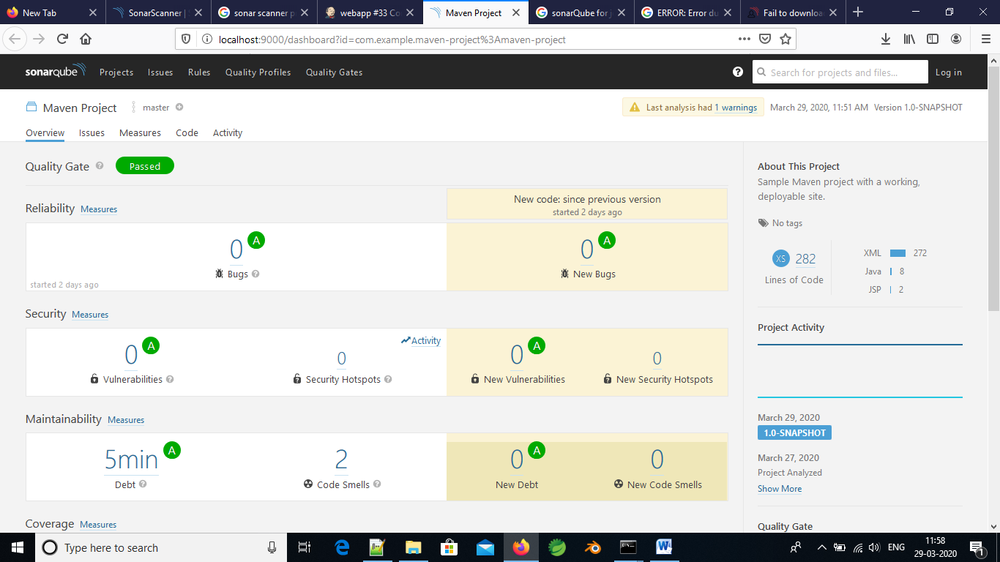 New Tab
SonarScanner |
sonar scanner p
webapp #33 Co
Maven Project
sonarQube for j
ERROR: Error du
Fail to downloa
localhost:9000/dashboard?id=com.example.maven-project%3Amaven-project
sonarqube Projects Issues Rules Quality Profiles Quality Gates ? Search for projects and files... Log in
Maven Project master Last analysis had 1 warnings March 29, 2020, 11:51 AM Version 1.0-SNAPSHOT
Overview Issues Measures Code Activity
Quality Gate ? Passed
New code: since previous version
started 2 days ago
Reliability Measures
0 A
Bugs ?
started 2 days ago
0 A
New Bugs
Security Measures
Activity
0 A
Vulnerabilities ?
0
Security Hotspots ?
0 A
New Vulnerabilities
0
New Security Hotspots
Maintainability Measures
5min A
Debt ?
2
Code Smells ?
0 A
New Debt
0
New Code Smells
Coverage Measures
About This Project
Sample Maven project with a working,
deployable site.
No tags
XS 282
Lines of Code
XML 272
Java 8
JSP 2
Project Activity
March 29, 2020
1.0-SNAPSHOT
March 27, 2020
Project Analyzed
Show More
Quality Gate
Type here to search
ENG
11:58
29-03-2020
1